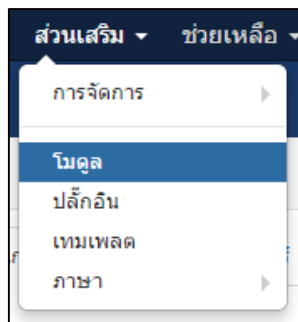 ส่วนเสริม ช่วยเหลือ
การจัดการ
โมดูล
ปลั๊กอิน
เทมเพลต
ภาษา